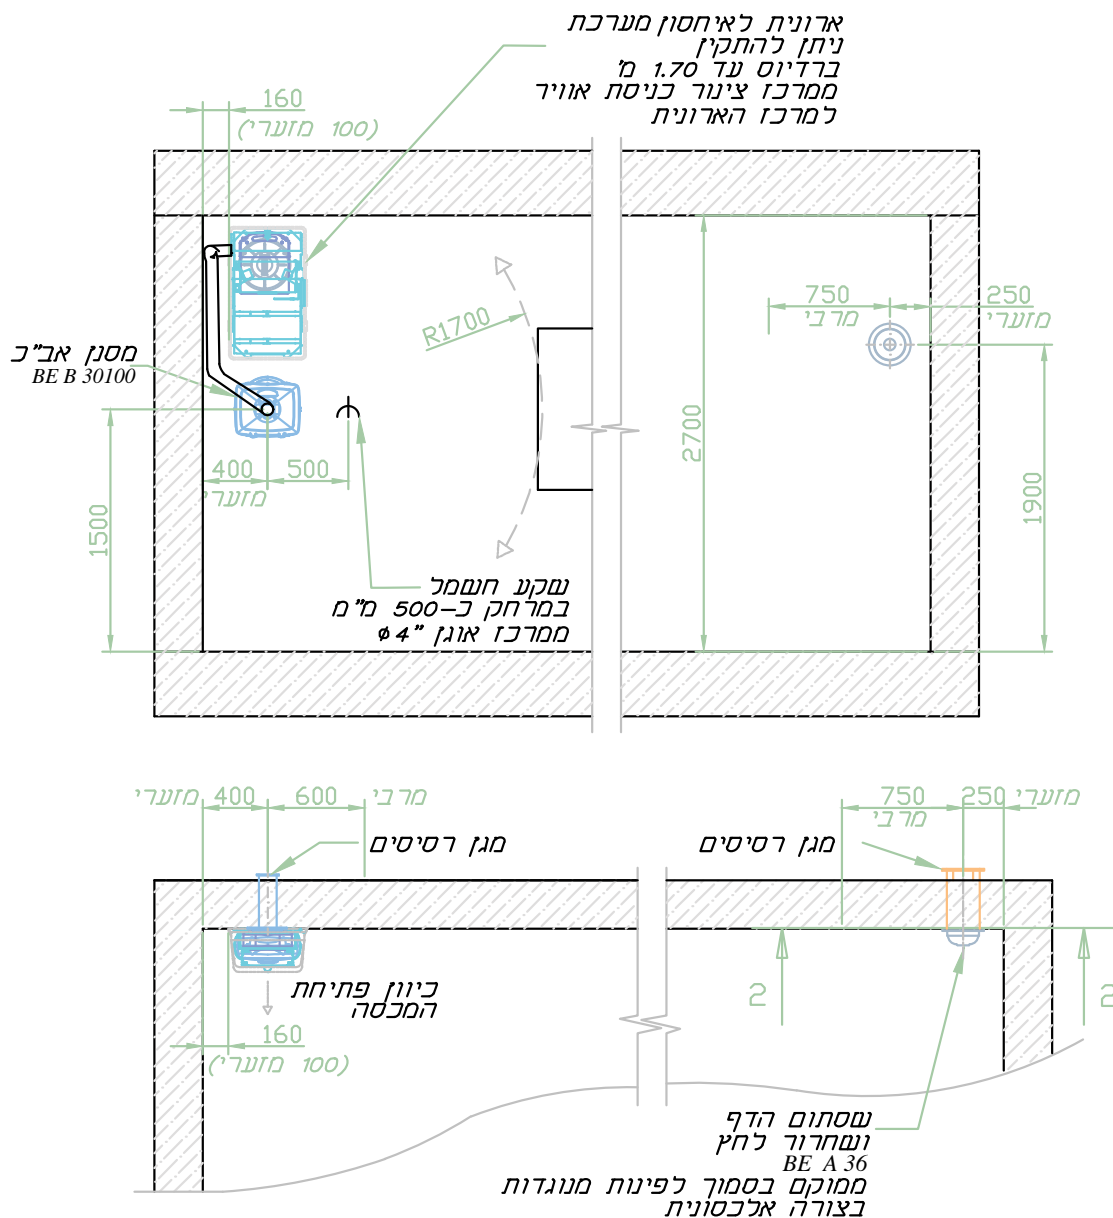 ארונית לאיחסון מערכת
ניתן להתקין
ברדיוס עד 1.70 מ'
ממרכז צינור כניסת אוויר
למרכז הארונית
160
(100 מזערי)
750
מרבי
250
מזערי
R1700
מסנן אב"כ
BE B 30100
2700
400
מזערי
500
1500
1900
שקע חשמל
במרחק כ-500 מ"מ
ממרכז אוגן "4 ϕ
מזערי 400
600 מרבי
750
מרבי
250 מזערי
מגן רסיסים
מגן רסיסים
כיוון פתיחת
המכסה
2
2
160
(100 מזערי)
שסתום הדף
ושחרור לחץ
BE A 36
ממוקם בסמוך לפינות מנוגדות
בצורה אלכסונית